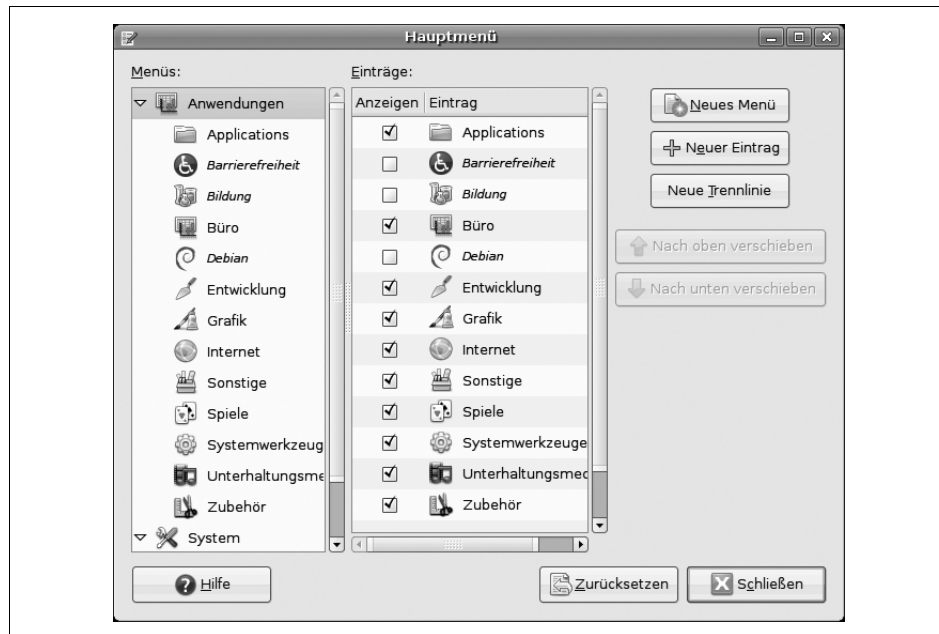 Hauptmenü
Menüs:
Anwendungen
Applications
Barrierefreiheit
Bildung
Büro
Debian
Entwicklung
Grafik
Internet
Sonstige
Spiele
Systemwerkzeug
Unterhaltungsme
Zubehör
System
Einträge:
Anzeigen Eintrag
Applications
Barrierefreiheit
Bildung
Büro
Debian
Entwicklung
Grafik
Internet
Sonstige
Spiele
Systemwerkzeuge
Unterhaltungsmed
Zubehör
Neues Menü
Neuer Eintrag
Neue Trennlinie
Nach oben verschieben
Nach unten verschieben
Hilfe
Zurücksetzen
Schließen